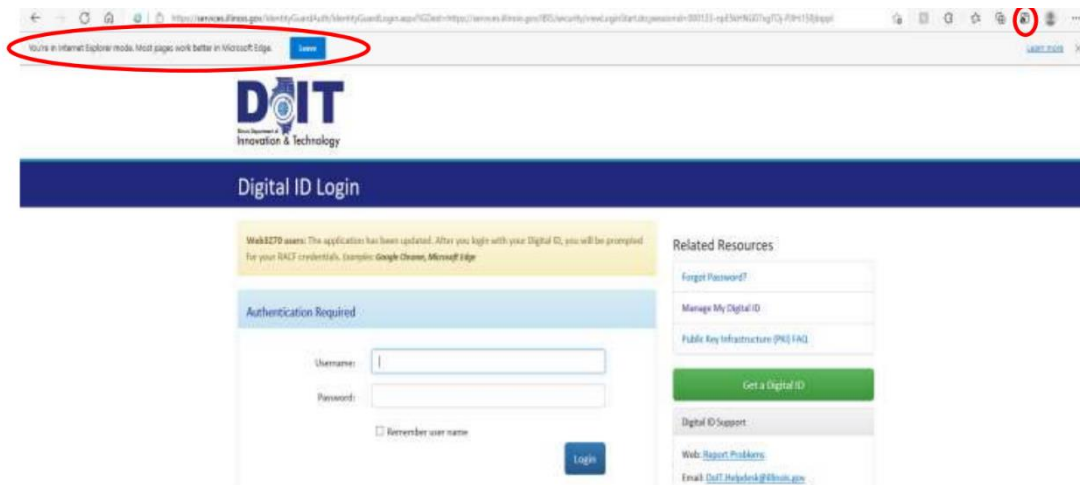 You're in Internet Explorer mode. Most pages work better in Microsoft Edge.
Leave
Learn more
DoIT
Illinois Department of
Innovation & Technology
Digital ID Login
Web3270 users: The application has been updated. After you login with your Digital ID, you will be prompted
for your RACF credentials. Google Chrome, Microsoft Edge
Authentication Required
Username:
Password:
Remember user name
Login
Related Resources
Forgot Password?
Manage My Digital ID
Public Key Infrastructure (PKI) FAQ
Get a Digital ID
Digital ID Support
Web: Report Problems
Email: DoIT.Helpdesk@Illinois.gov